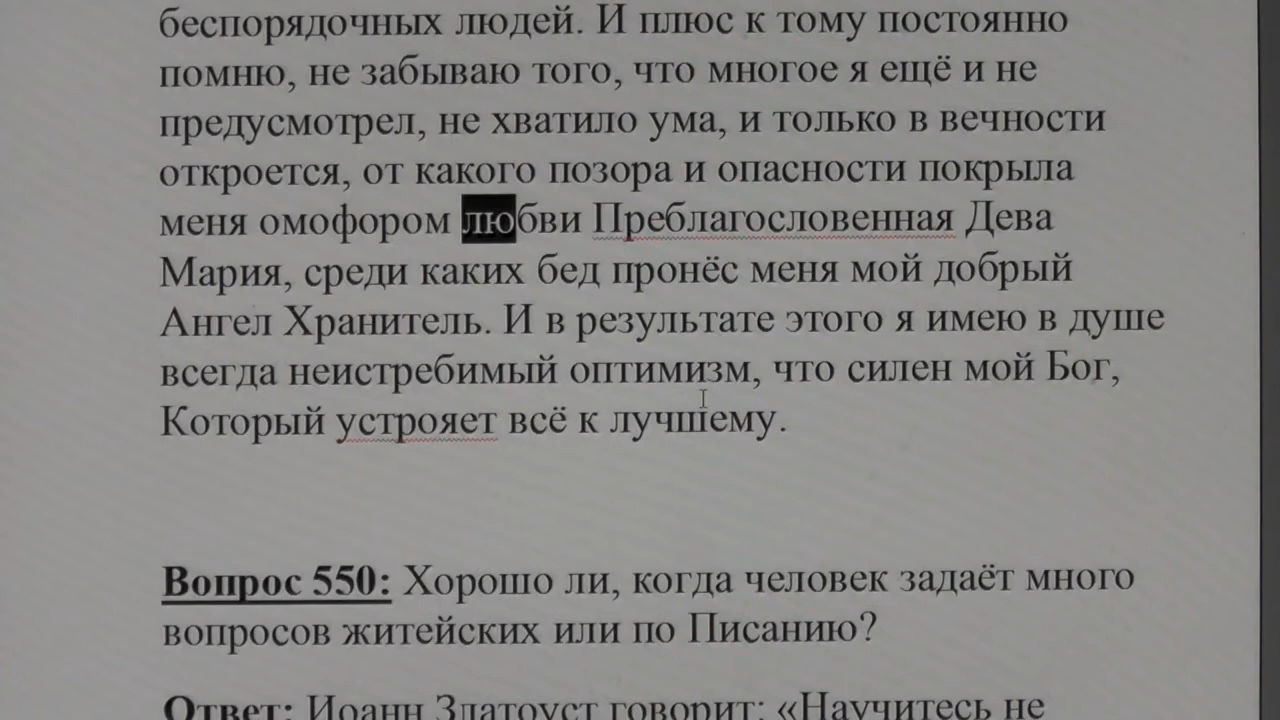 беспорядочных людей. И плюс к тому постоянно
помню, не забываю того, что многое я ещё и не
предусмотрел, не хватило ума, и только в вечности
откроется, от какого позора и опасности покрыла
меня омофором любви Преблагословенная Дева
Мария, среди каких бед пронёс меня мой добрый
Ангел Хранитель. И в результате этого я имею в душе
всегда неистребимый оптимизм, что силен мой Бог,
Который устрояет всё к лучшему.
Вопрос 550: Хорошо ли, когда человек задаёт много
вопросов житейских или по Писанию?
Ответ: Иоанн Златоуст говорит: «Научитесь не